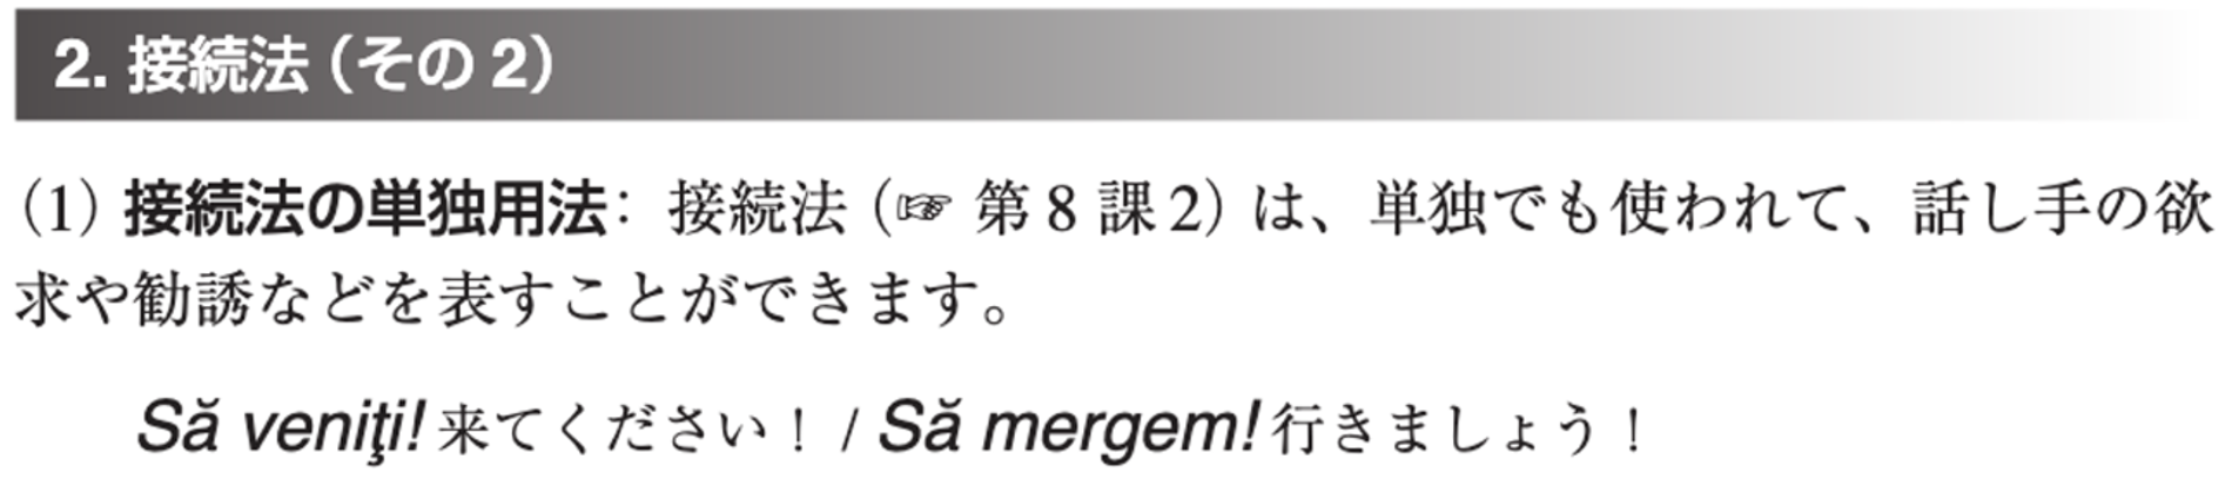 2. 接続法（その 2）
（1）接続法の単独用法：接続法（☞ 第 8 課 2）は、単独でも使われて、話し手の欲
求や勧誘などを表すことができます。
Să veniţi! 来てください！ / Să mergem! 行きましょう！